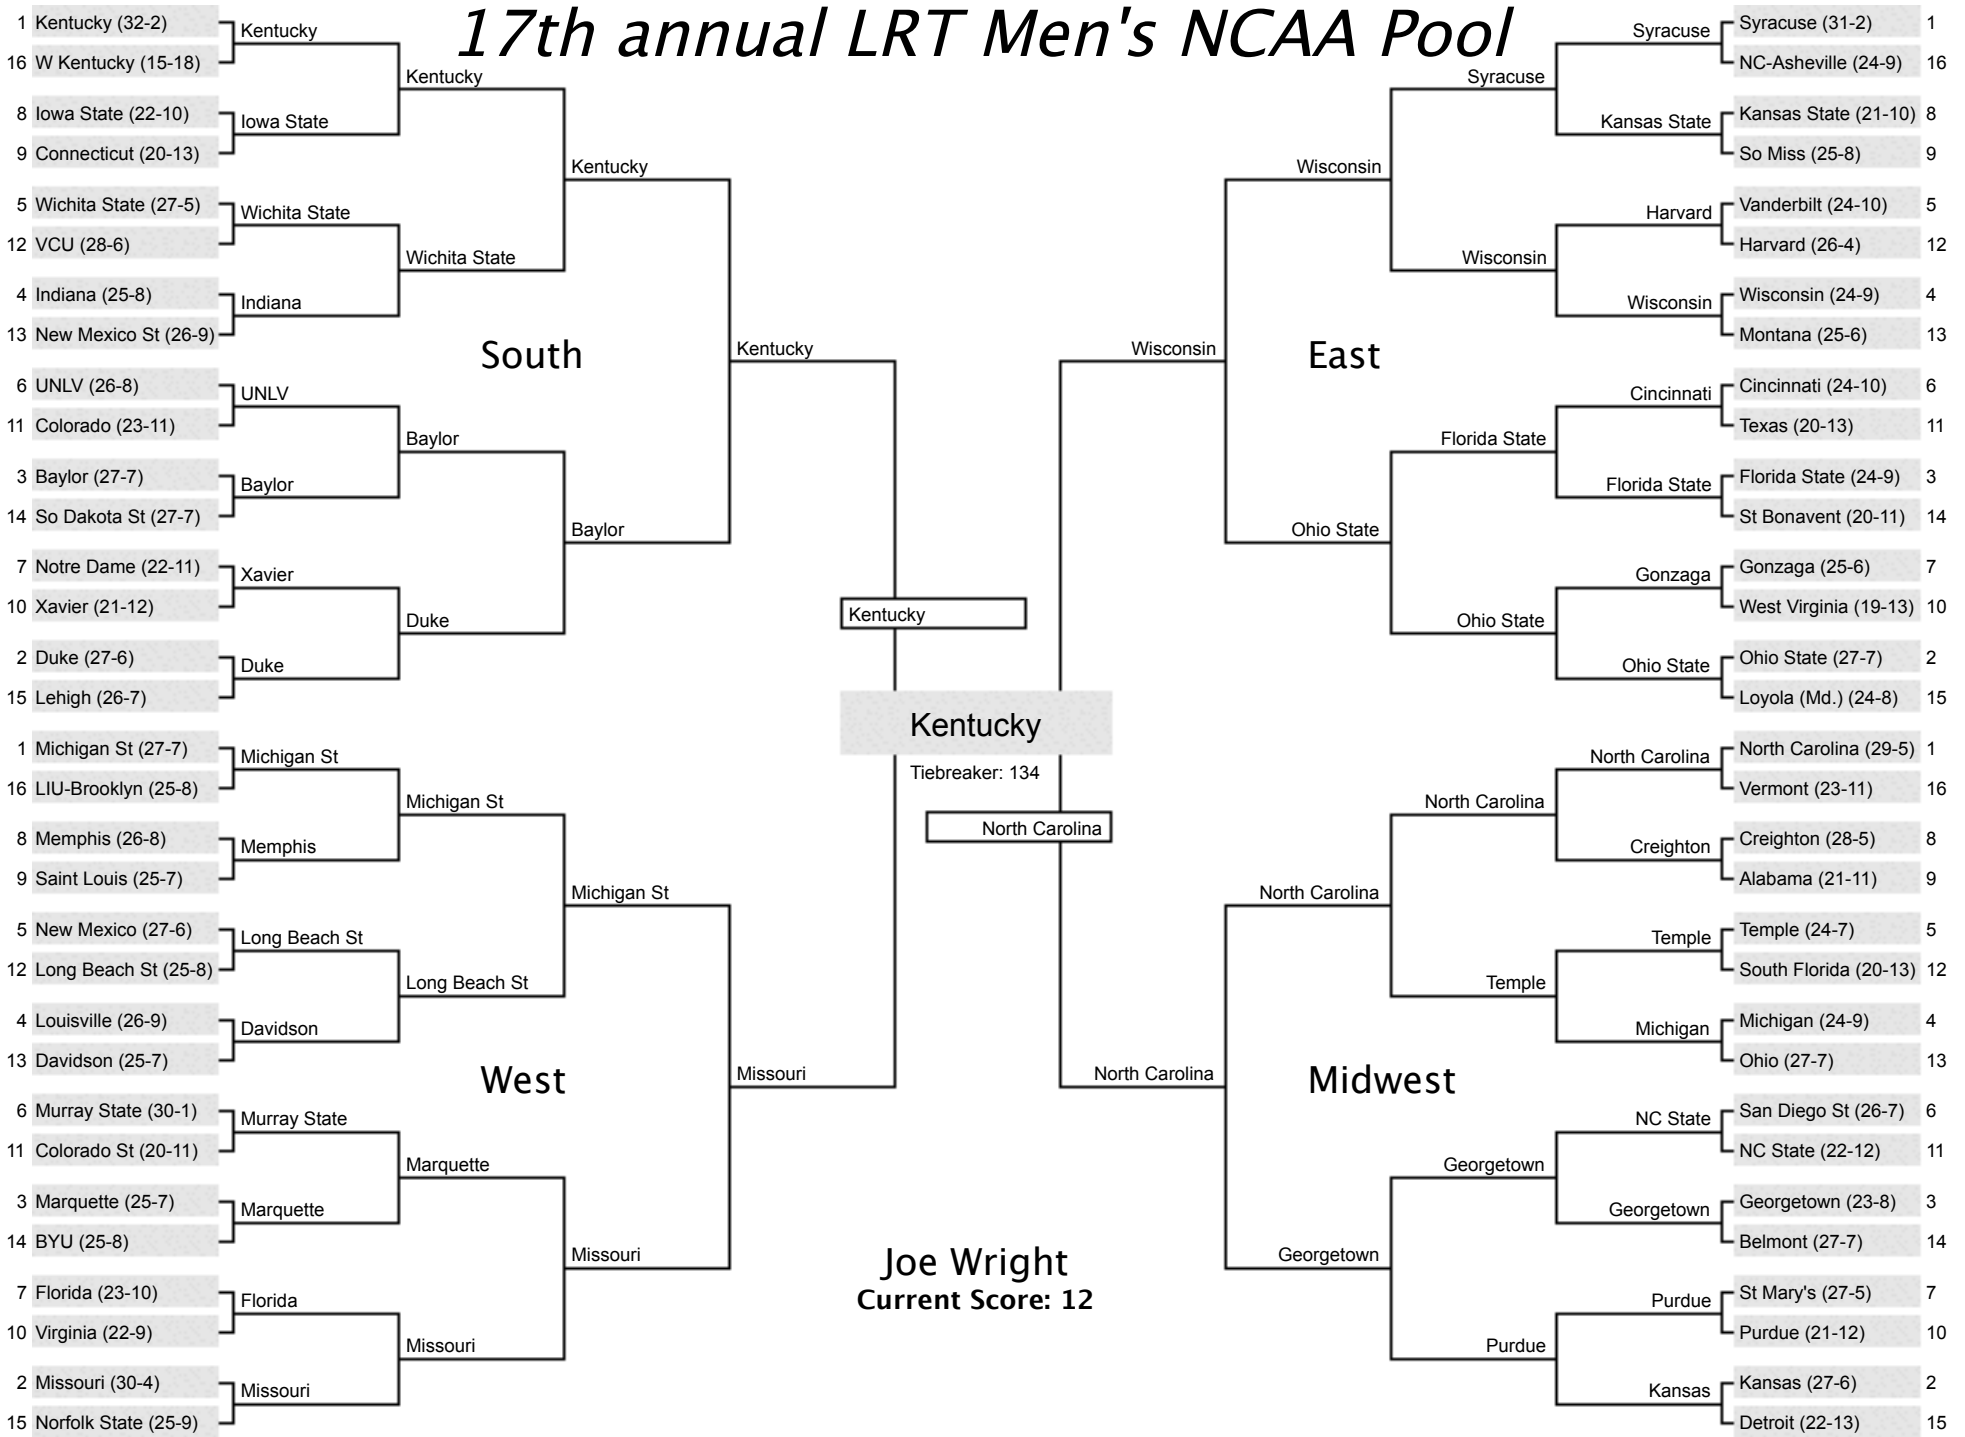 17th annual LRT Men's NCAA Pool
1 Kentucky (32-2)
16 W Kentucky (15-18)
8 Iowa State (22-10)
9 Connecticut (20-13)
5 Wichita State (27-5)
12 VCU (28-6)
4 Indiana (25-8)
13 New Mexico St (26-9)
6 UNLV (26-8)
11 Colorado (23-11)
3 Baylor (27-7)
14 So Dakota St (27-7)
7 Notre Dame (22-11)
10 Xavier (21-12)
2 Duke (27-6)
15 Lehigh (26-7)
Kentucky
Iowa State
Wichita State
Indiana
UNLV
Baylor
Xavier
Duke
Kentucky
Wichita State
Baylor
Duke
Kentucky
Baylor
Kentucky
South
1 Michigan St (27-7)
16 LIU-Brooklyn (25-8)
8 Memphis (26-8)
9 Saint Louis (25-7)
5 New Mexico (27-6)
12 Long Beach St (25-8)
4 Louisville (26-9)
13 Davidson (25-7)
6 Murray State (30-1)
11 Colorado St (20-11)
3 Marquette (25-7)
14 BYU (25-8)
7 Florida (23-10)
10 Virginia (22-9)
2 Missouri (30-4)
15 Norfolk State (25-9)
Michigan St
Memphis
Long Beach St
Davidson
Murray State
Marquette
Florida
Missouri
Michigan St
Long Beach St
Marquette
Missouri
Michigan St
Missouri
Missouri
West
Kentucky
Kentucky
Tiebreaker: 134
North Carolina
Joe Wright
Current Score: 12
Syracuse (31-2) 1
NC-Asheville (24-9) 16
Kansas State (21-10) 8
So Miss (25-8) 9
Vanderbilt (24-10) 5
Harvard (26-4) 12
Wisconsin (24-9) 4
Montana (25-6) 13
Cincinnati (24-10) 6
Texas (20-13) 11
Florida State (24-9) 3
St Bonavent (20-11) 14
Gonzaga (25-6) 7
West Virginia (19-13) 10
Ohio State (27-7) 2
Loyola (Md.) (24-8) 15
Syracuse
Kansas State
Harvard
Wisconsin
Cincinnati
Florida State
Gonzaga
Ohio State
Syracuse
Wisconsin
Florida State
Ohio State
Wisconsin
Ohio State
Wisconsin
East
North Carolina (29-5) 1
Vermont (23-11) 16
Creighton (28-5) 8
Alabama (21-11) 9
Temple (24-7) 5
South Florida (20-13) 12
Michigan (24-9) 4
Ohio (27-7) 13
San Diego St (26-7) 6
NC State (22-12) 11
Georgetown (23-8) 3
Belmont (27-7) 14
St Mary's (27-5) 7
Purdue (21-12) 10
Kansas (27-6) 2
Detroit (22-13) 15
North Carolina
Creighton
Temple
Michigan
NC State
Georgetown
Purdue
Kansas
North Carolina
Temple
Georgetown
Purdue
North Carolina
Georgetown
North Carolina
Midwest